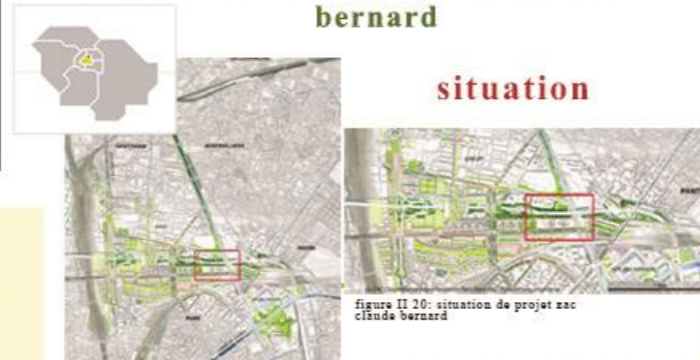 bernard
situation
figure II 20: situation de projet zac
claude bernard